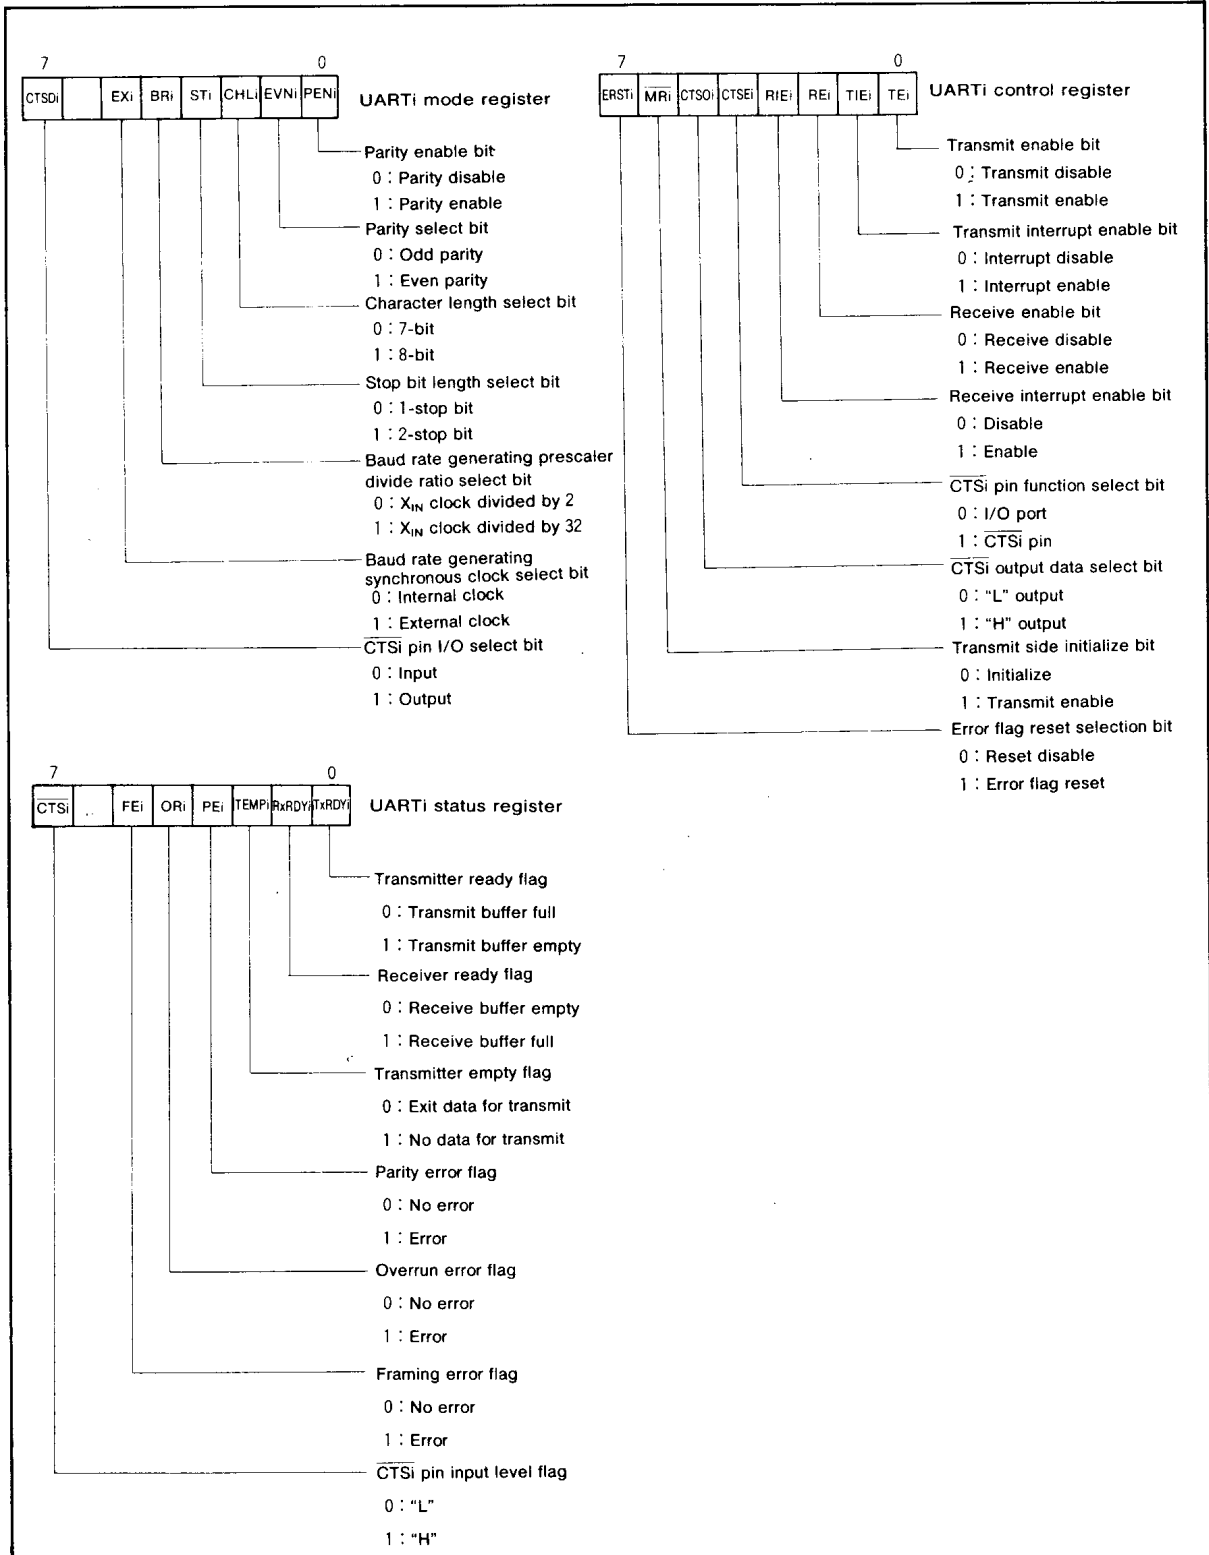 7 0
CTSDi EXi BRi STi CHLi EVNi PENi UARTi mode register
Parity enable bit
0 : Parity disable
1 : Parity enable
Parity select bit
0 : Odd parity
1 : Even parity
Character length select bit
0 : 7-bit
1 : 8-bit
Stop bit length select bit
0 : 1-stop bit
1 : 2-stop bit
Baud rate generating prescaler
divide ratio select bit
0 : XIN clock divided by 2
1 : XIN clock divided by 32
Baud rate generating
synchronous clock select bit
0 : Internal clock
1 : External clock
C̅T̅S̅i̅ pin I/O select bit
0 : Input
1 : Output
7 0
ERSTi M̅R̅i̅ CTSOi CTSEi RIEi REi TIEi TEi UARTi control register
Transmit enable bit
0 : Transmit disable
1 : Transmit enable
Transmit interrupt enable bit
0 : Interrupt disable
1 : Interrupt enable
Receive enable bit
0 : Receive disable
1 : Receive enable
Receive interrupt enable bit
0 : Disable
1 : Enable
C̅T̅S̅i̅ pin function select bit
0 : I/O port
1 : C̅T̅S̅i̅ pin
C̅T̅S̅i̅ output data select bit
0 : “L” output
1 : “H” output
Transmit side initialize bit
0 : Initialize
1 : Transmit enable
Error flag reset selection bit
0 : Reset disable
1 : Error flag reset
7 0
C̅T̅S̅i̅ FEi ORi PEi TEMPi RxRDYi TxRDYi UARTi status register
Transmitter ready flag
0 : Transmit buffer full
1 : Transmit buffer empty
Receiver ready flag
0 : Receive buffer empty
1 : Receive buffer full
Transmitter empty flag
0 : Exit data for transmit
1 : No data for transmit
Parity error flag
0 : No error
1 : Error
Overrun error flag
0 : No error
1 : Error
Framing error flag
0 : No error
1 : Error
C̅T̅S̅i̅ pin input level flag
0 : “L”
1 : “H”